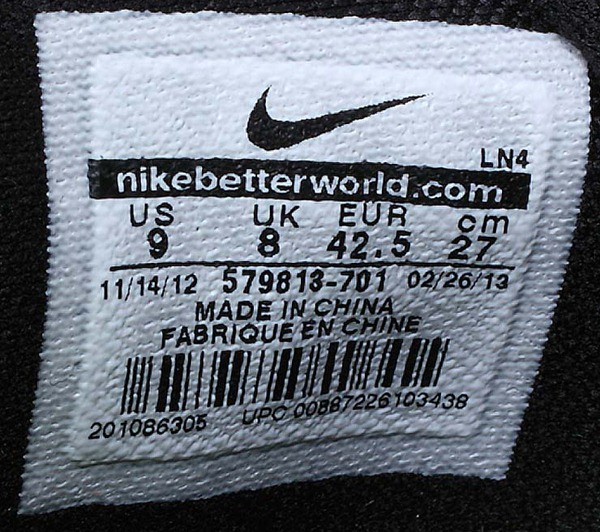 LN4
nikebetterworld.com
US UK EUR cm
9 8 42.5 27
11/14/12 579813-701 02/26/13
MADE IN CHINA
FABRIQUE EN CHINE
201086305 UPC 00887226103438